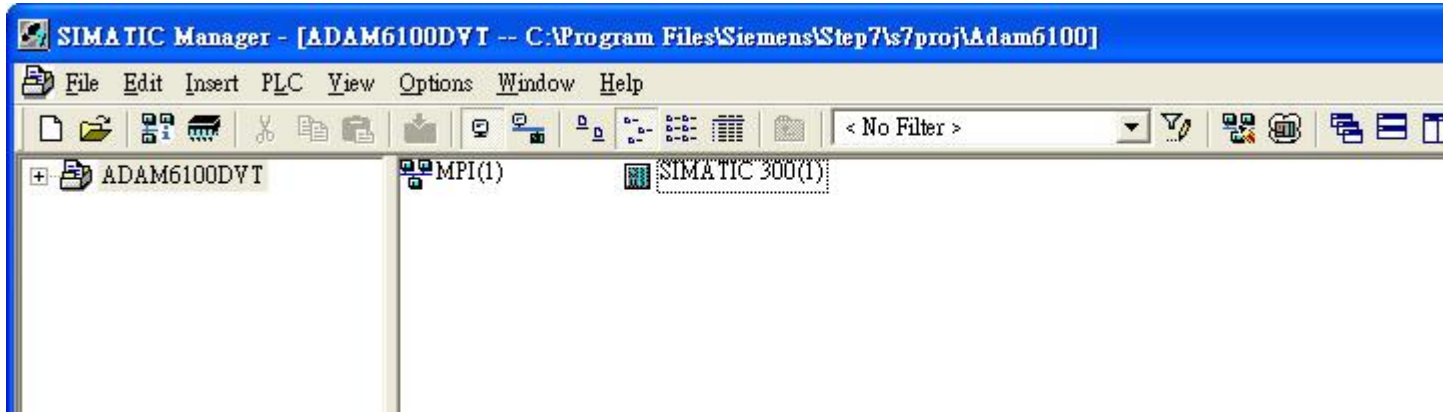 SIMATIC Manager - [ADAM6100DVT -- C:\Program Files\Siemens\Step7\s7proj\Adam6100]
File Edit Insert PLC View Options Window Help
< No Filter >
ADAM6100DVT MPI(1) SIMATIC 300(1)